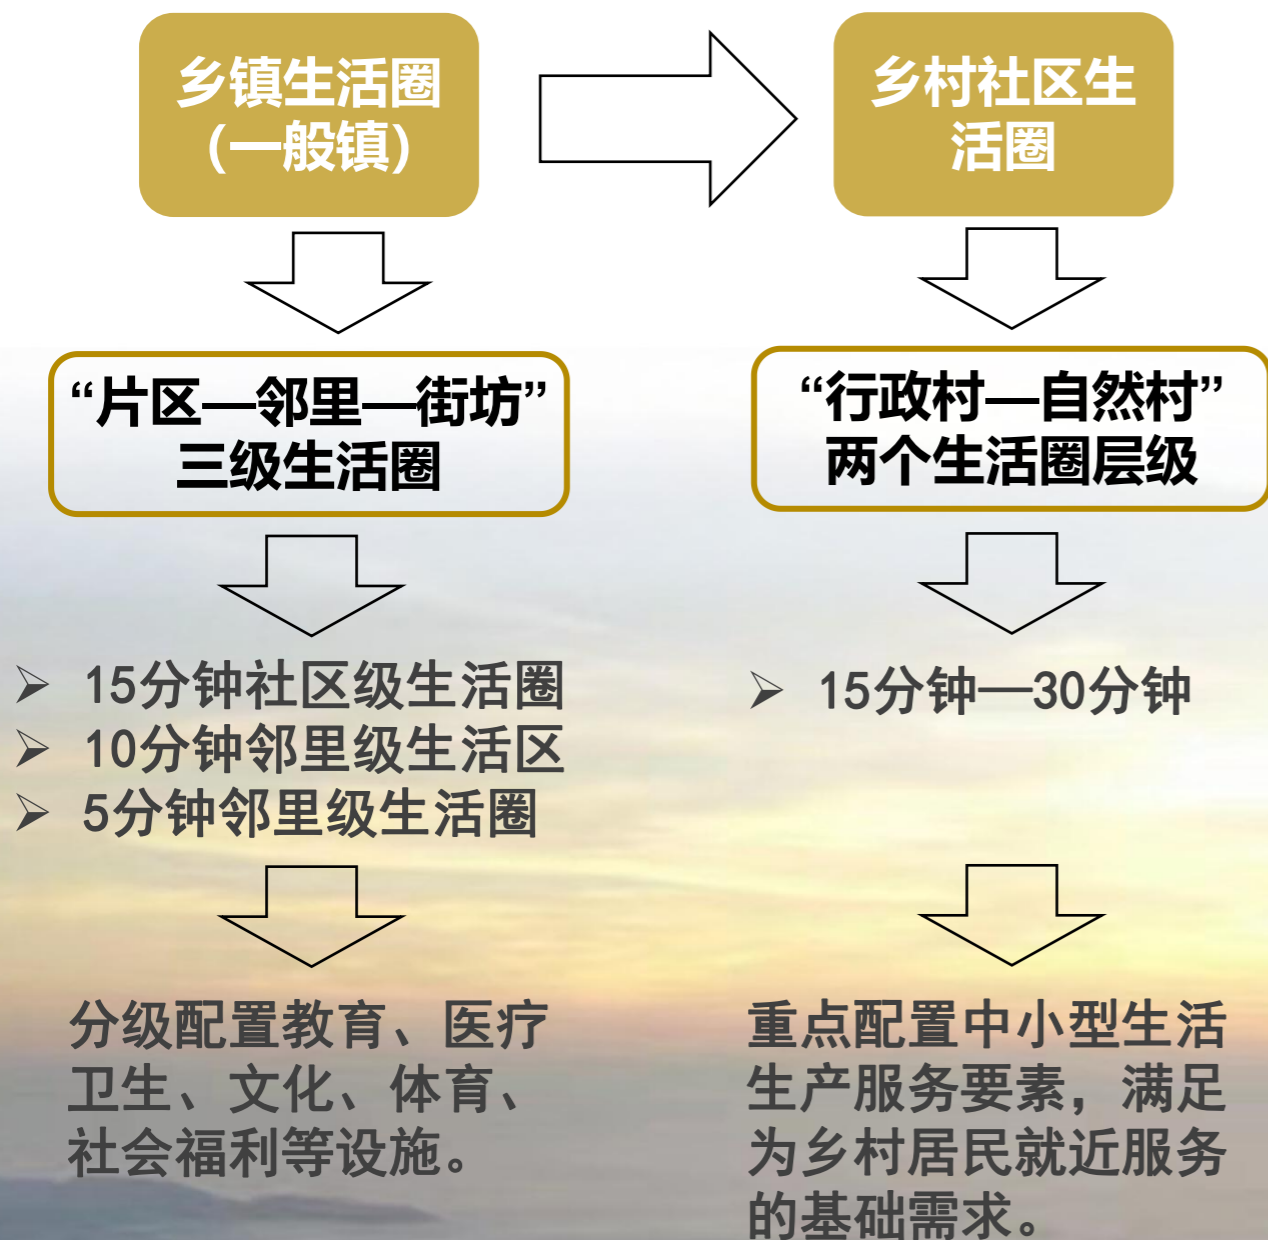 乡镇生活圈
（一般镇）
乡村社区生
活圈
“片区—邻里—街坊”
三级生活圈
“行政村—自然村”
两个生活圈层级
➢ 15分钟社区级生活圈
➢ 10分钟邻里级生活区
➢ 5分钟邻里级生活圈
➢ 15分钟—30分钟
分级配置教育、医疗
卫生、文化、体育、
社会福利等设施。
重点配置中小型生活
生产服务要素，满足
为乡村居民就近服务
的基础需求。